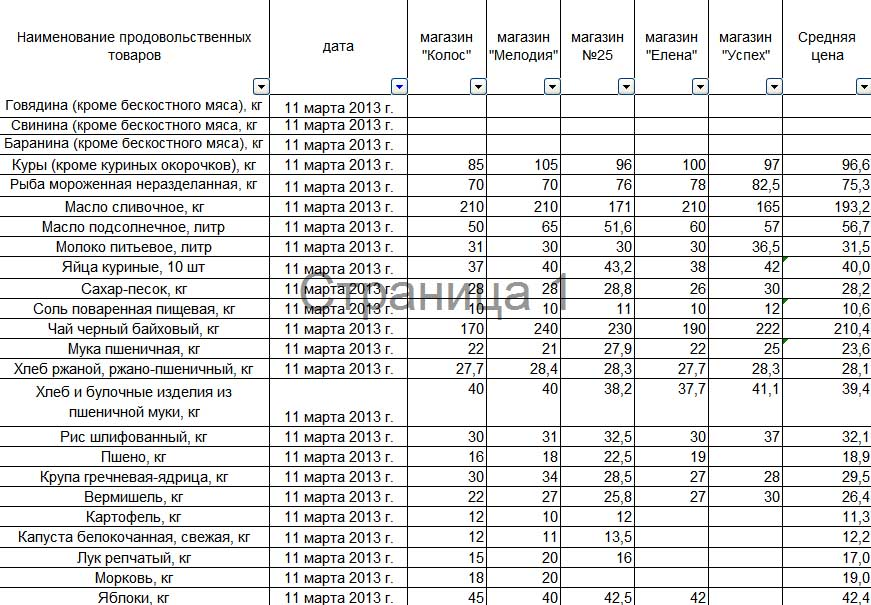 Наименование продовольственных товаров дата магазин "Колос" магазин "Мелодия" магазин №25 магазин "Елена" магазин "Успех" Средняя цена
Говядина (кроме бескостного мяса), кг 11 марта 2013 г.
Свинина (кроме бескостного мяса, кг 11 марта 2013 г.
Баранина (кроме бескостного мяса), кг 11 марта 2013 г.
Куры (кроме куриных окорочков), кг 11 марта 2013 г. 85 105 96 100 97 96,6
Рыба мороженная неразделанная, кг 11 марта 2013 г. 70 70 76 78 82,5 75,3
Масло сливочное, кг 11 марта 2013 г. 210 210 171 210 165 193,2
Масло подсолнечное, литр 11 марта 2013 г. 50 65 51,6 60 57 56,7
Молоко питьевое, литр 11 марта 2013 г. 31 30 30 30 36,5 31,5
Яйца куриные, 10 шт 11 марта 2013 г. 37 40 43,2 38 42 40,0
Сахар-песок, кг 11 марта 2013 г. 28 28 28,8 26 30 28,2
Страница 1
Соль поваренная пищевая, кг 11 марта 2013 г. 10 10 11 10 12 10,6
Чай черный байховый, кг 11 марта 2013 г. 170 240 230 190 222 210,4
Мука пшеничная, кг 11 марта 2013 г. 22 21 27,9 22 25 23,6
Хлеб ржаной, ржано-пшеничный, кг 11 марта 2013 г. 27,7 28,4 28,3 27,7 28,3 28,1
Хлеб и булочные изделия из пшеничной муки, кг 11 марта 2013 г. 40 40 38,2 37,7 41,1 39,4
Рис шлифованный, кг 11 марта 2013 г. 30 31 32,5 30 37 32,1
Пшено, кг 11 марта 2013 г. 16 18 22,5 19 18,9
Крупа гречневая-ядрица, кг 11 марта 2013 г. 30 34 28,5 27 28 29,5
Вермишель, кг 11 марта 2013 г. 22 27 25,8 27 30 26,4
Картофель, кг 11 марта 2013 г. 12 10 12 11,3
Капуста белокочанная, свежая, кг 11 марта 2013 г. 12 11 13,5 12,2
Лук репчатый, кг 11 марта 2013 г. 15 20 16 17,0
Морковь, кг 11 марта 2013 г. 18 20 19,0
Яблоки, кг 11 марта 2013 г. 45 40 42,5 42 42,4